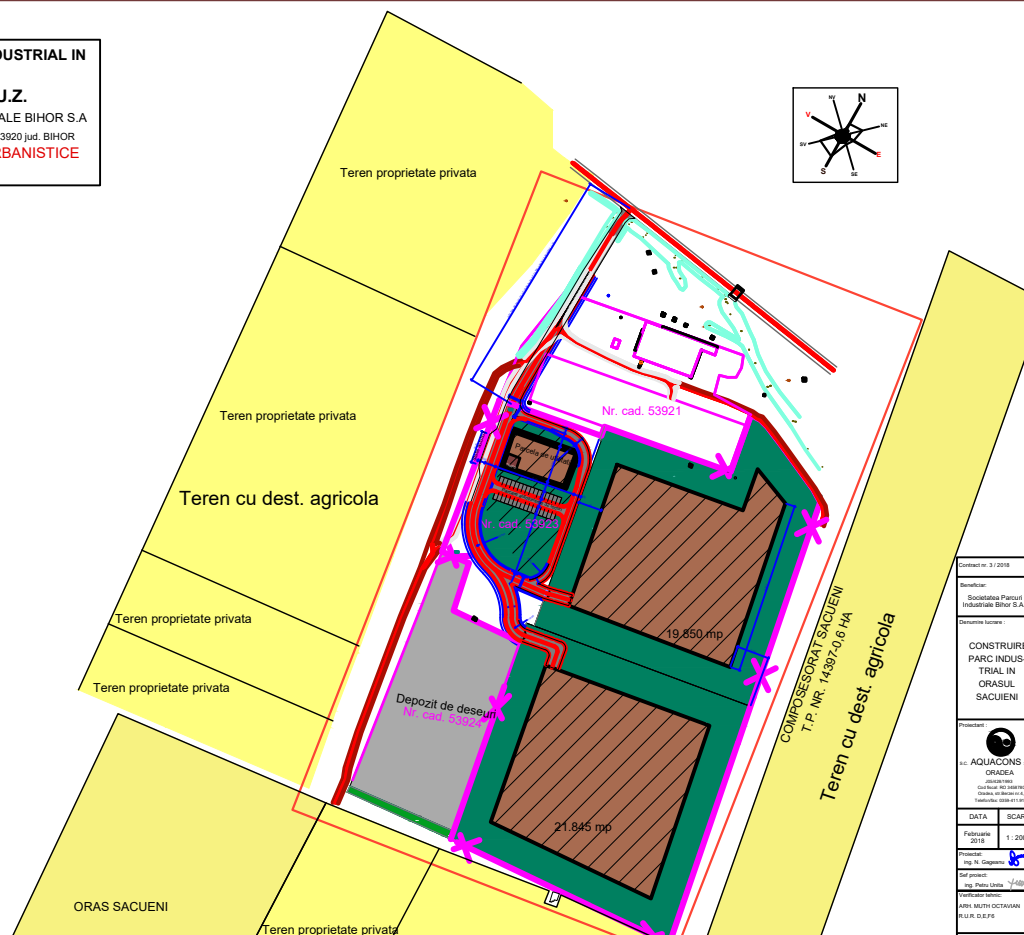 DUSTRIAL IN
U.Z.
ALE BIHOR S.A
3920 jud. BIHOR
RBANISTICE
N
NE
E
SE
S
SV
V
NV
Teren proprietate privata
Teren proprietate privata
Teren cu dest. agricola
Teren proprietate privata
Teren proprietate privata
Nr. cad. 53921
Nr. cad. 53923
19.850 mp
Depozit de deseuri
Nr. cad. 53924
21.845 mp
COMPOSESORAT SACUENI
T.P. NR. 14397-0,6 HA
Teren cu dest. agricola
ORAS SACUENI
Teren proprietate privata
Contract nr. 3 / 2018
Beneficiar:
Societatea Parcuri
Industriale Bihor S.A
Denumire lucrare :
CONSTRUIRE
PARC INDUS-
TRIAL IN
ORASUL
SACUIENI
Proiectant :
S.C. AQUACONS
ORADEA
DATA SCAR
Februarie
2018
1 : 200
Proiectat:
ing. N. Gageanu
Sef proiect:
ing. Petru Unita
Verificator tehnic:
ARH. MUTH OCTAVIAN
R.U.R. D,E,F6